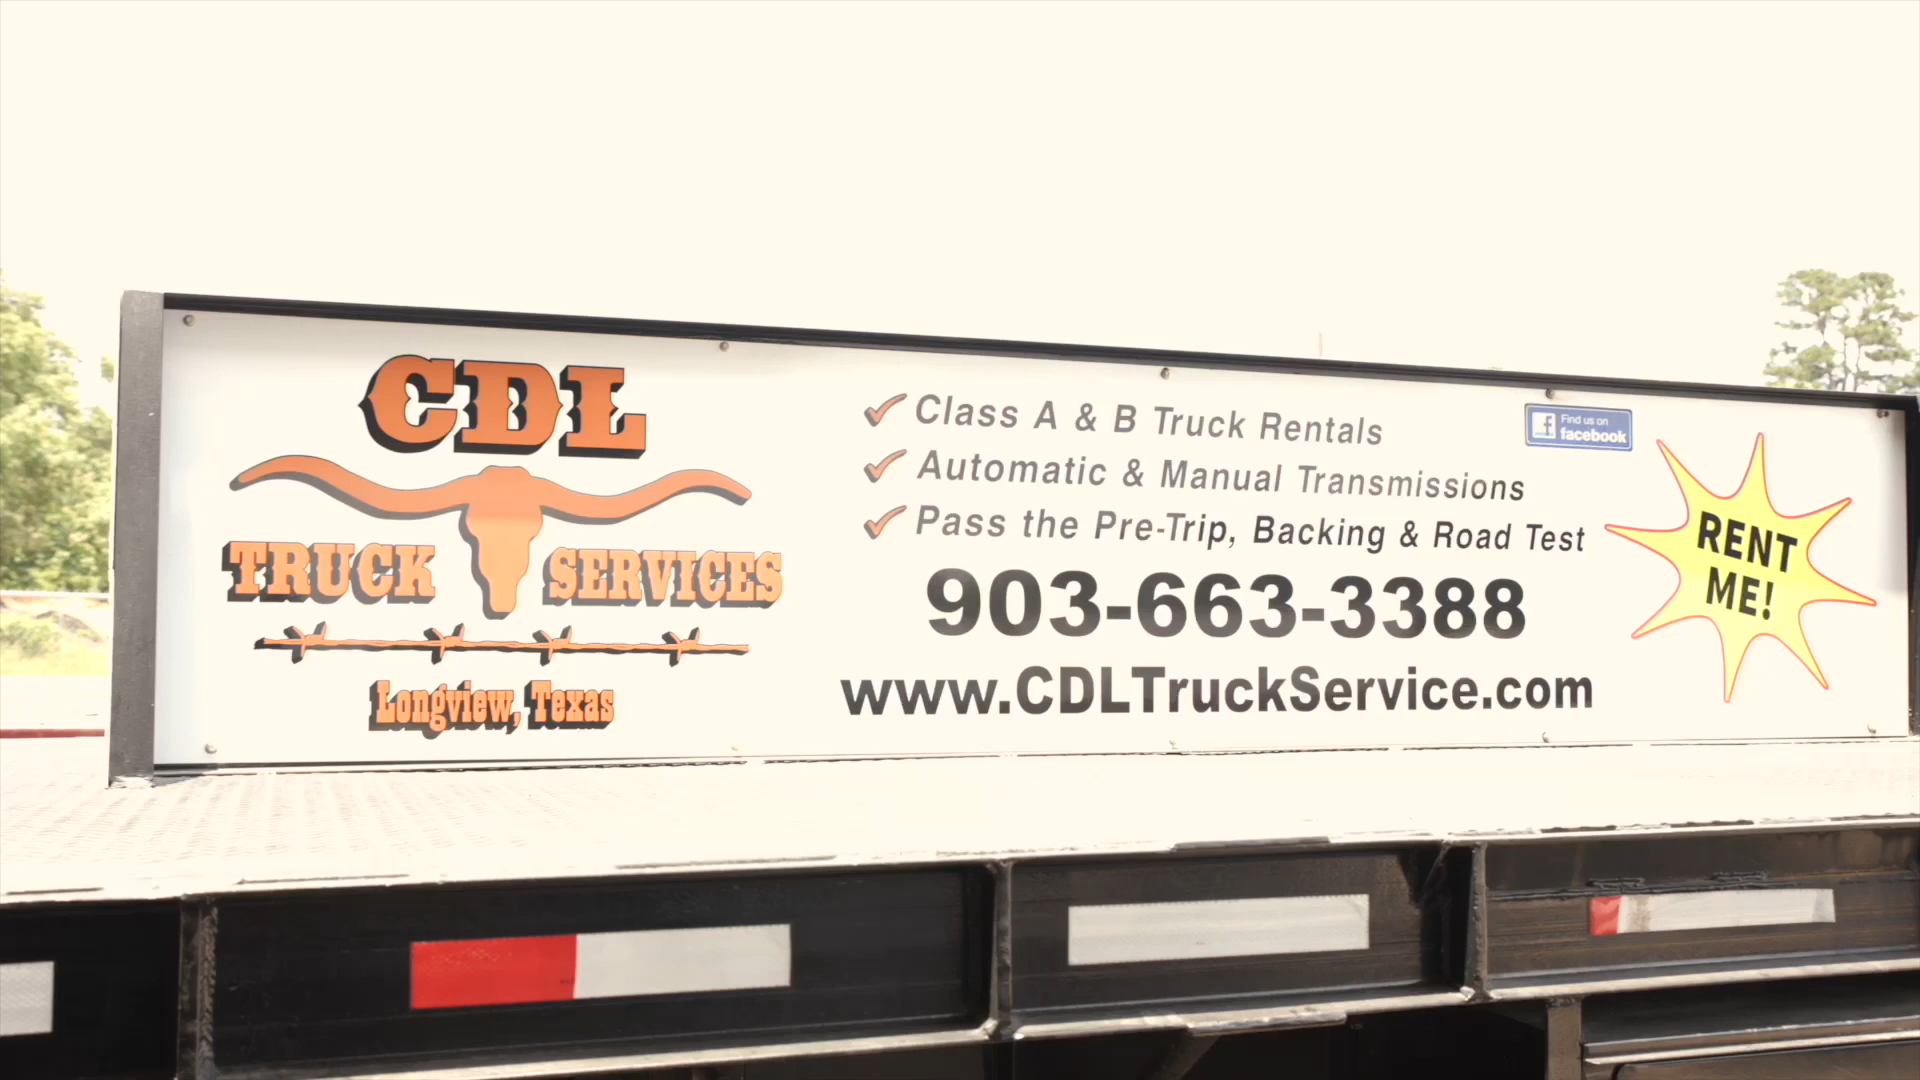 CDL
TRUCK SERVICES
Longview, Texas
Class A & B Truck Rentals
Automatic & Manual Transmissions
Pass the Pre-Trip, Backing & Road Test
903-663-3388
www.CDLTruckService.com
f Find us on
facebook
RENT
ME!